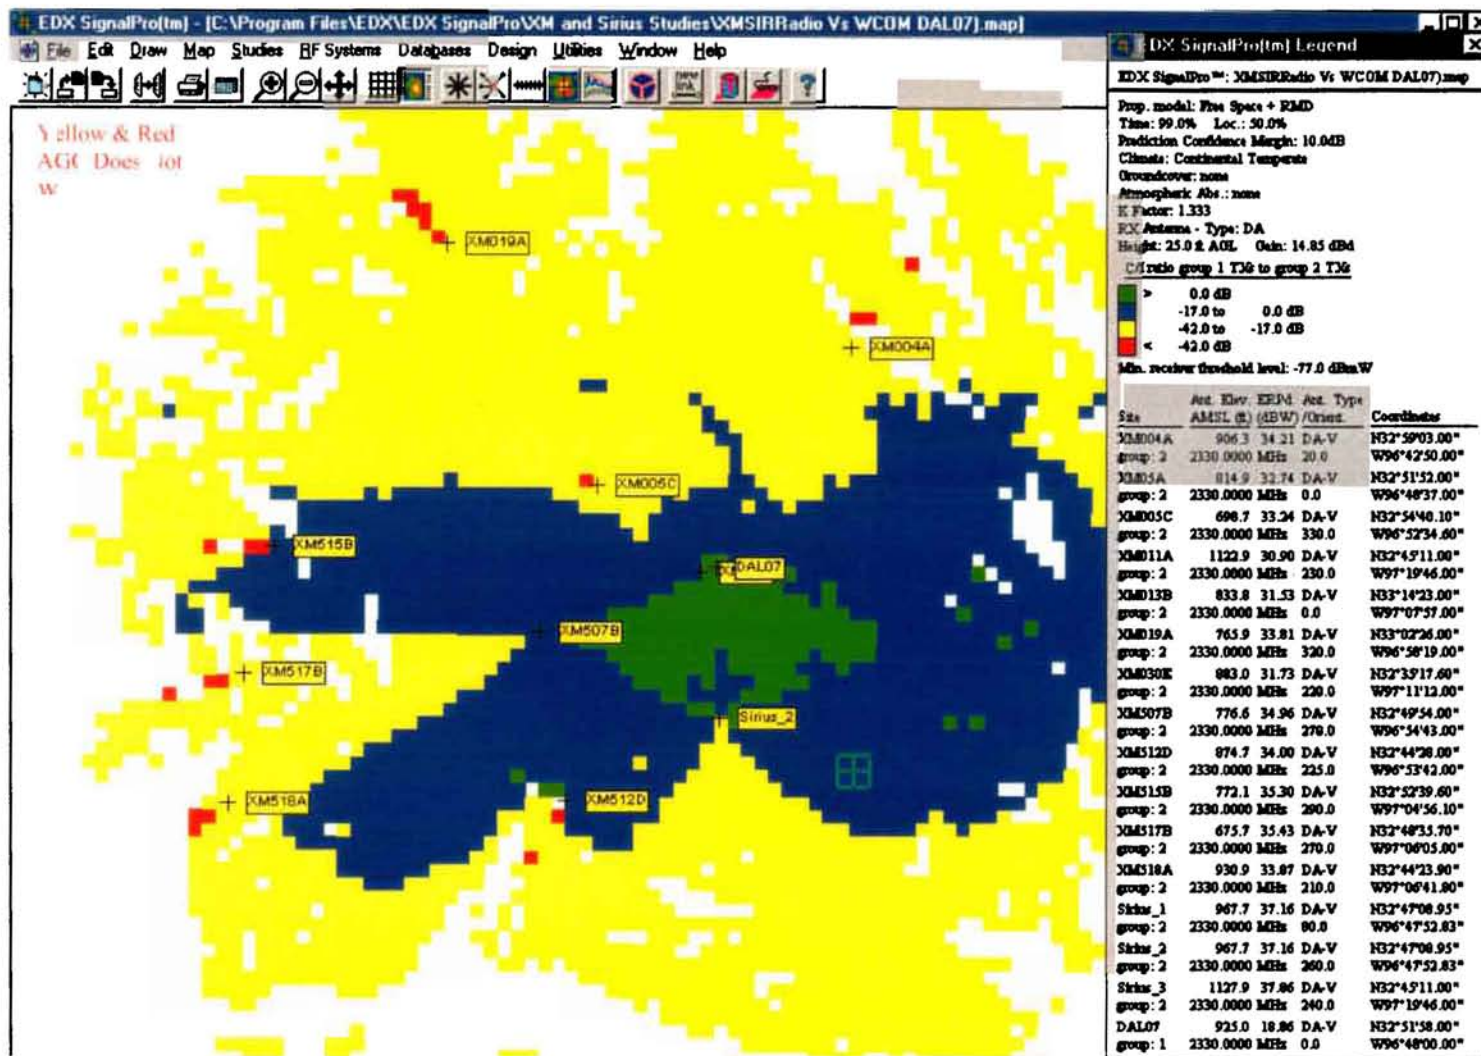 EDX SignalPro(tm) - [C:\Program Files\EDX\EDX SignalPro\XM and Sirius Studies\XMSIRRadio Vs WCOM DAL07).map]
File Edit Draw Map Studies RF Systems Databases Design Utilities Window Help
Yellow & Red
AGC Does
XM019A
XM004A
XM005C
XM515B
DAL07
XM507B
XM517B
Sirius_2
XM518A
XM512D
EDX SignalPro(tm) Legend
EDX SignalPro™: XMSIRRadio Vs WCOM DAL07).map
Prop. model: Free Space + RMD
Time: 99.0% Loc.: 50.0%
Prediction Confidence Margin: 10.0dB
Climate: Continental Temperate
Groundcover: none
Atmospheric Abs.: none
K Factor: 1.333
RX Antenna - Type: DA
Height: 25.0 ft AGL Gain: 14.85 dBd
C/I ratio group 1 TXs to group 2 TXs
> 0.0 dB
-17.0 to 0.0 dB
-42.0 to -17.0 dB
< -42.0 dB
Min. receiver threshold level: -77.0 dBmW
Ant. Elev. ERPd Ant. Type
Site AMSL (ft) (dBW) /Orient. Coordinates
XM004A 906.3 34.21 DA-V N32°59'03.00"
group: 2 2330.0000 MHz 20.0 W96°42'50.00"
XM05A 814.9 32.74 DA-V N32°51'52.00"
group: 2 2330.0000 MHz 0.0 W96°48'37.00"
XM005C 698.7 33.24 DA-V N32°54'40.10"
group: 2 2330.0000 MHz 330.0 W96°52'34.60"
XM011A 1122.9 30.90 DA-V N32°45'11.00"
group: 2 2330.0000 MHz 230.0 W97°19'46.00"
XM013B 833.8 31.53 DA-V N33°14'23.00"
group: 2 2330.0000 MHz 0.0 W97°07'57.00"
XM019A 765.9 33.81 DA-V N33°02'26.00"
group: 2 2330.0000 MHz 320.0 W96°58'19.00"
XM030E 883.0 31.73 DA-V N32°35'17.60"
group: 2 2330.0000 MHz 220.0 W97°11'12.00"
XM507B 776.6 34.96 DA-V N32°49'54.00"
group: 2 2330.0000 MHz 270.0 W96°54'43.00"
XM512D 874.7 34.00 DA-V N32°44'28.00"
group: 2 2330.0000 MHz 225.0 W96°53'42.00"
XM515B 772.1 35.30 DA-V N32°52'39.60"
group: 2 2330.0000 MHz 290.0 W97°04'56.10"
XM517B 675.7 35.43 DA-V N32°48'35.70"
group: 2 2330.0000 MHz 270.0 W97°06'05.00"
XM518A 930.9 33.87 DA-V N32°44'23.90"
group: 2 2330.0000 MHz 210.0 W97°06'41.80"
Sirius_1 967.7 37.16 DA-V N32°47'08.95"
group: 2 2330.0000 MHz 80.0 W96°47'52.83"
Sirius_2 967.7 37.16 DA-V N32°47'08.95"
group: 2 2330.0000 MHz 260.0 W96°47'52.83"
Sirius_3 1127.9 37.86 DA-V N32°45'11.00"
group: 2 2330.0000 MHz 240.0 W97°19'46.00"
DAL07 925.0 18.86 DA-V N32°51'58.00"
group: 1 2330.0000 MHz 0.0 W96°48'00.00"